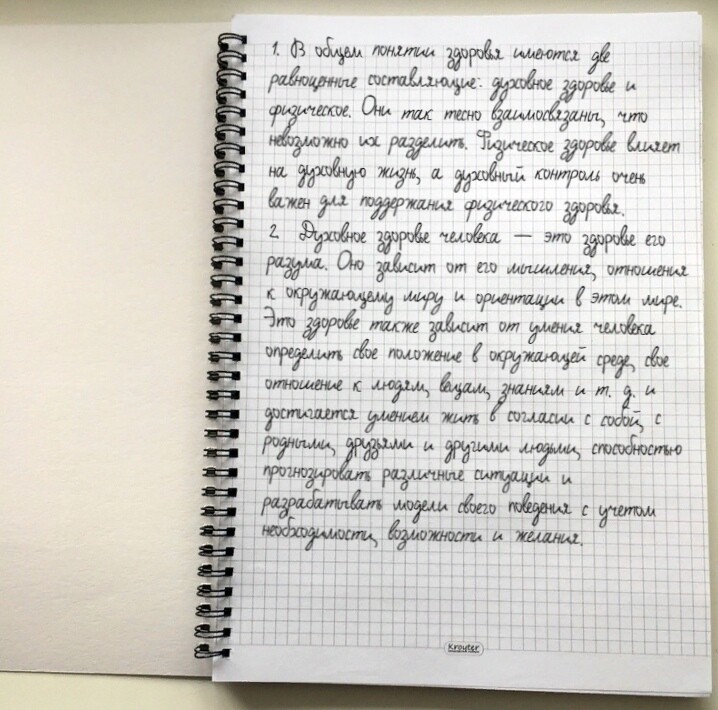 1. В общем понятии здоровья имеются две
равноценные составляющие: духовное здоровье и
физическое. Они так тесно взаимосвязаны, что
невозможно их разделить. Физическое здоровье влияет
на духовную жизнь, а духовный контроль очень
важен для поддержания физического здоровья.
2. Духовное здоровье человека — это здоровье его
разума. Оно зависит от его мышления, отношения
к окружающему миру и ориентации в этом мире.
Это здоровье также зависит от умения человека
определить свое положение в окружающей среде, свое
отношение к людям, вещам, знаниям и т. д. и
достигается умением жить в согласии с собой, с
родными, друзьями и другими людьми, способностью
прогнозировать различные ситуации и
разрабатывать модели своего поведения с учетом
необходимости, возможности и желания.
Kroyter